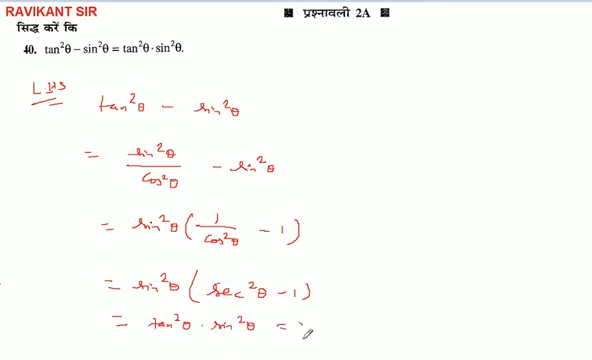 RAVIKANT SIR
प्रश्नावली 2A
सिद्ध करें कि
40. tan²θ – sin²θ = tan²θ · sin²θ.
L.HS
tan²θ – sin²θ
= sin²θ / cos²θ – sin²θ
= sin²θ ( 1 / cos²θ – 1 )
= sin²θ ( sec²θ – 1 )
= tan²θ · sin²θ =